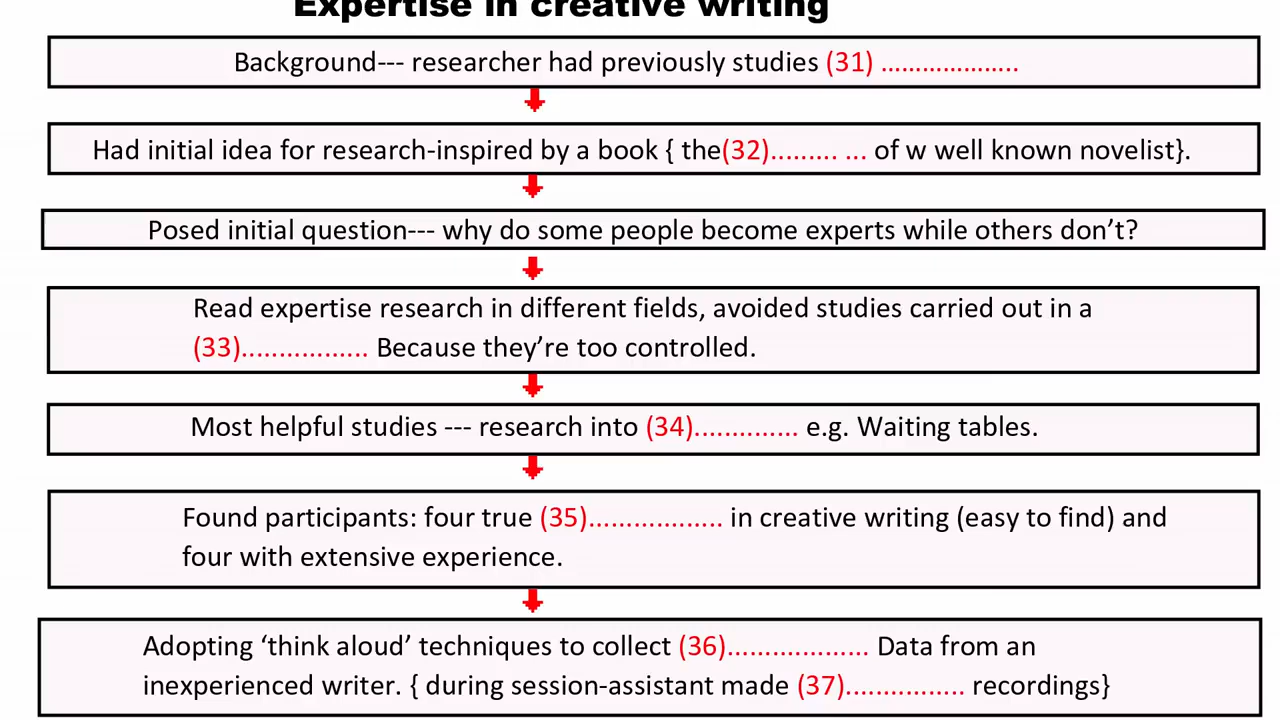 Expertise in creative writing
Background--- researcher had previously studies (31) ...................
Had initial idea for research-inspired by a book { the(32)......... ... of w well known novelist}.
Posed initial question--- why do some people become experts while others don’t?
Read expertise research in different fields, avoided studies carried out in a
(33)................. Because they’re too controlled.
Most helpful studies --- research into (34).............. e.g. Waiting tables.
Found participants: four true (35).................. in creative writing (easy to find) and
four with extensive experience.
Adopting ‘think aloud’ techniques to collect (36)................... Data from an
inexperienced writer. { during session-assistant made (37)................ recordings}